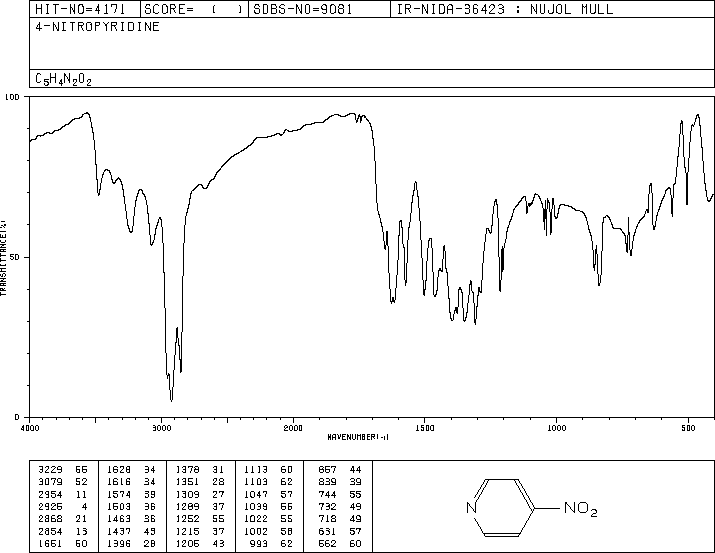 HIT-NO=4171 SCORE= ( ) SDBS-NO=9081 IR-NIDA-36423 : NUJOL MULL
4-NITROPYRIDINE
C5H4N2O2
100
50
0
TRANSMITTANCE(%)
4000 3000 2000 1500 1000 500
WAVENUMBER(-1)
3229 55 1628 34 1378 31 1113 60 857 44
3079 52 1616 34 1351 28 1103 62 839 39
2954 11 1574 39 1309 27 1047 57 744 55
2925 4 1503 36 1289 37 1039 55 732 49
2868 21 1463 36 1252 55 1022 55 718 49
2854 13 1437 43 1215 37 1002 58 631 57
1651 50 1396 28 1205 43 993 62 562 60
N
NO2